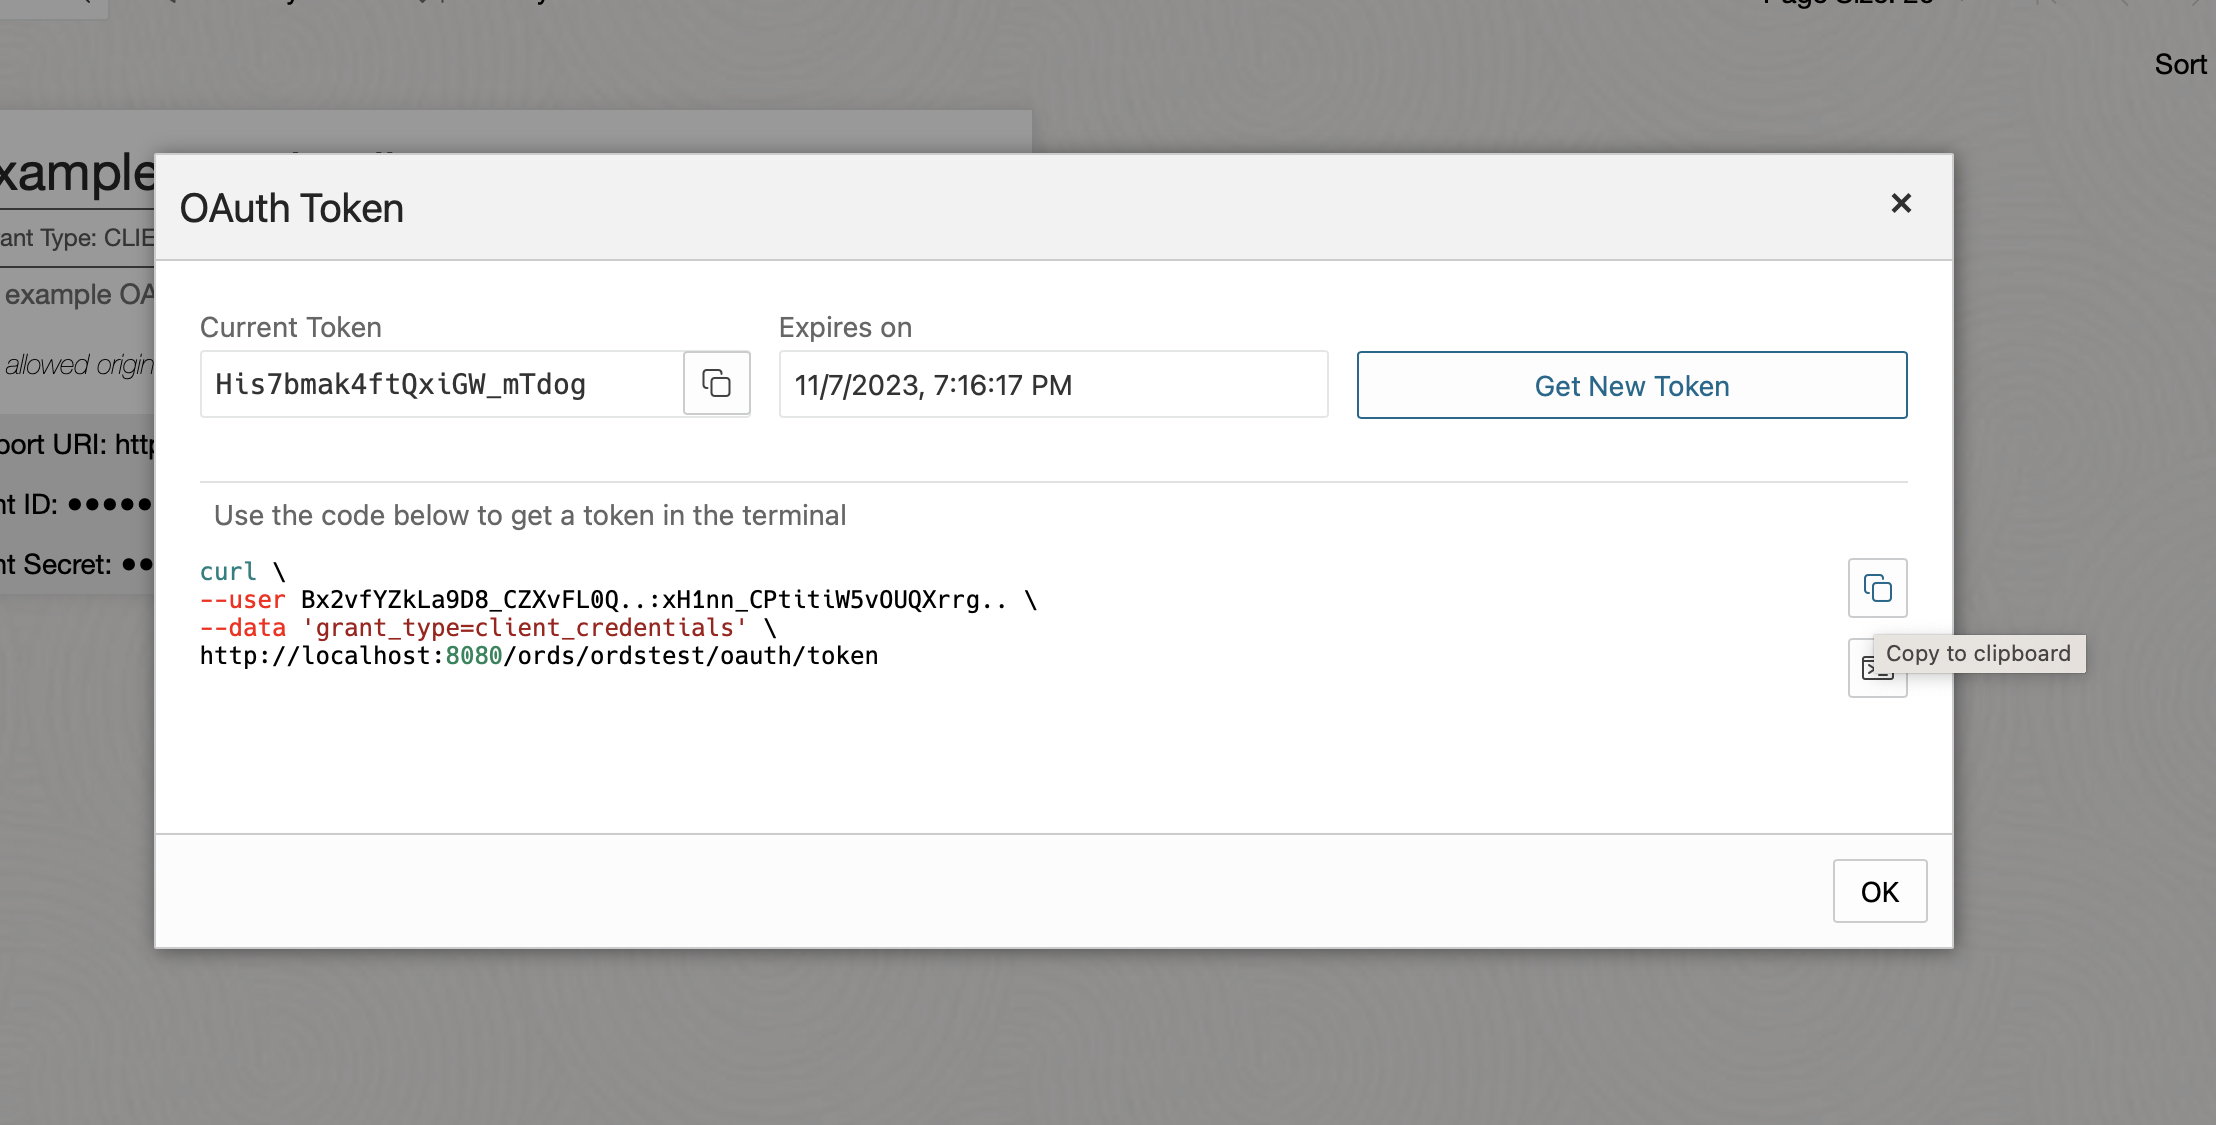 Page Size: 20
Sort
xample
OAuth Token
ant Type: CLIE
example OA
Current Token
Expires on
allowed origin
His7bmak4ftQxiGW_mTdog
11/7/2023, 7:16:17 PM
Get New Token
port URI: http
nt ID: •••••
Use the code below to get a token in the terminal
nt Secret: ••
curl \
--user Bx2vfYZkLa9D8_CZXvFL0Q..:xH1nn_CPtitiW5vOUQXrrg.. \
--data 'grant_type=client_credentials' \
http://localhost:8080/ords/ordstest/oauth/token
Copy to clipboard
OK